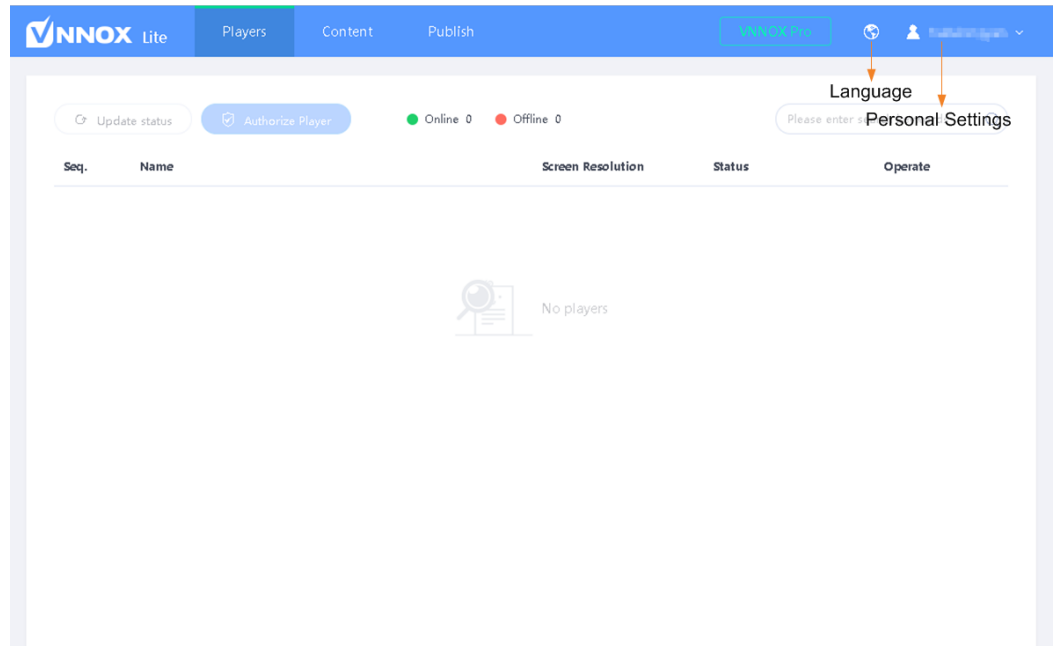 VNNOX Lite Players Content Publish VNNOX Pro
Language
Update status Authorize Player Online 0 Offline 0 Please enter Personal Settings
Seq. Name Screen Resolution Status Operate
No players